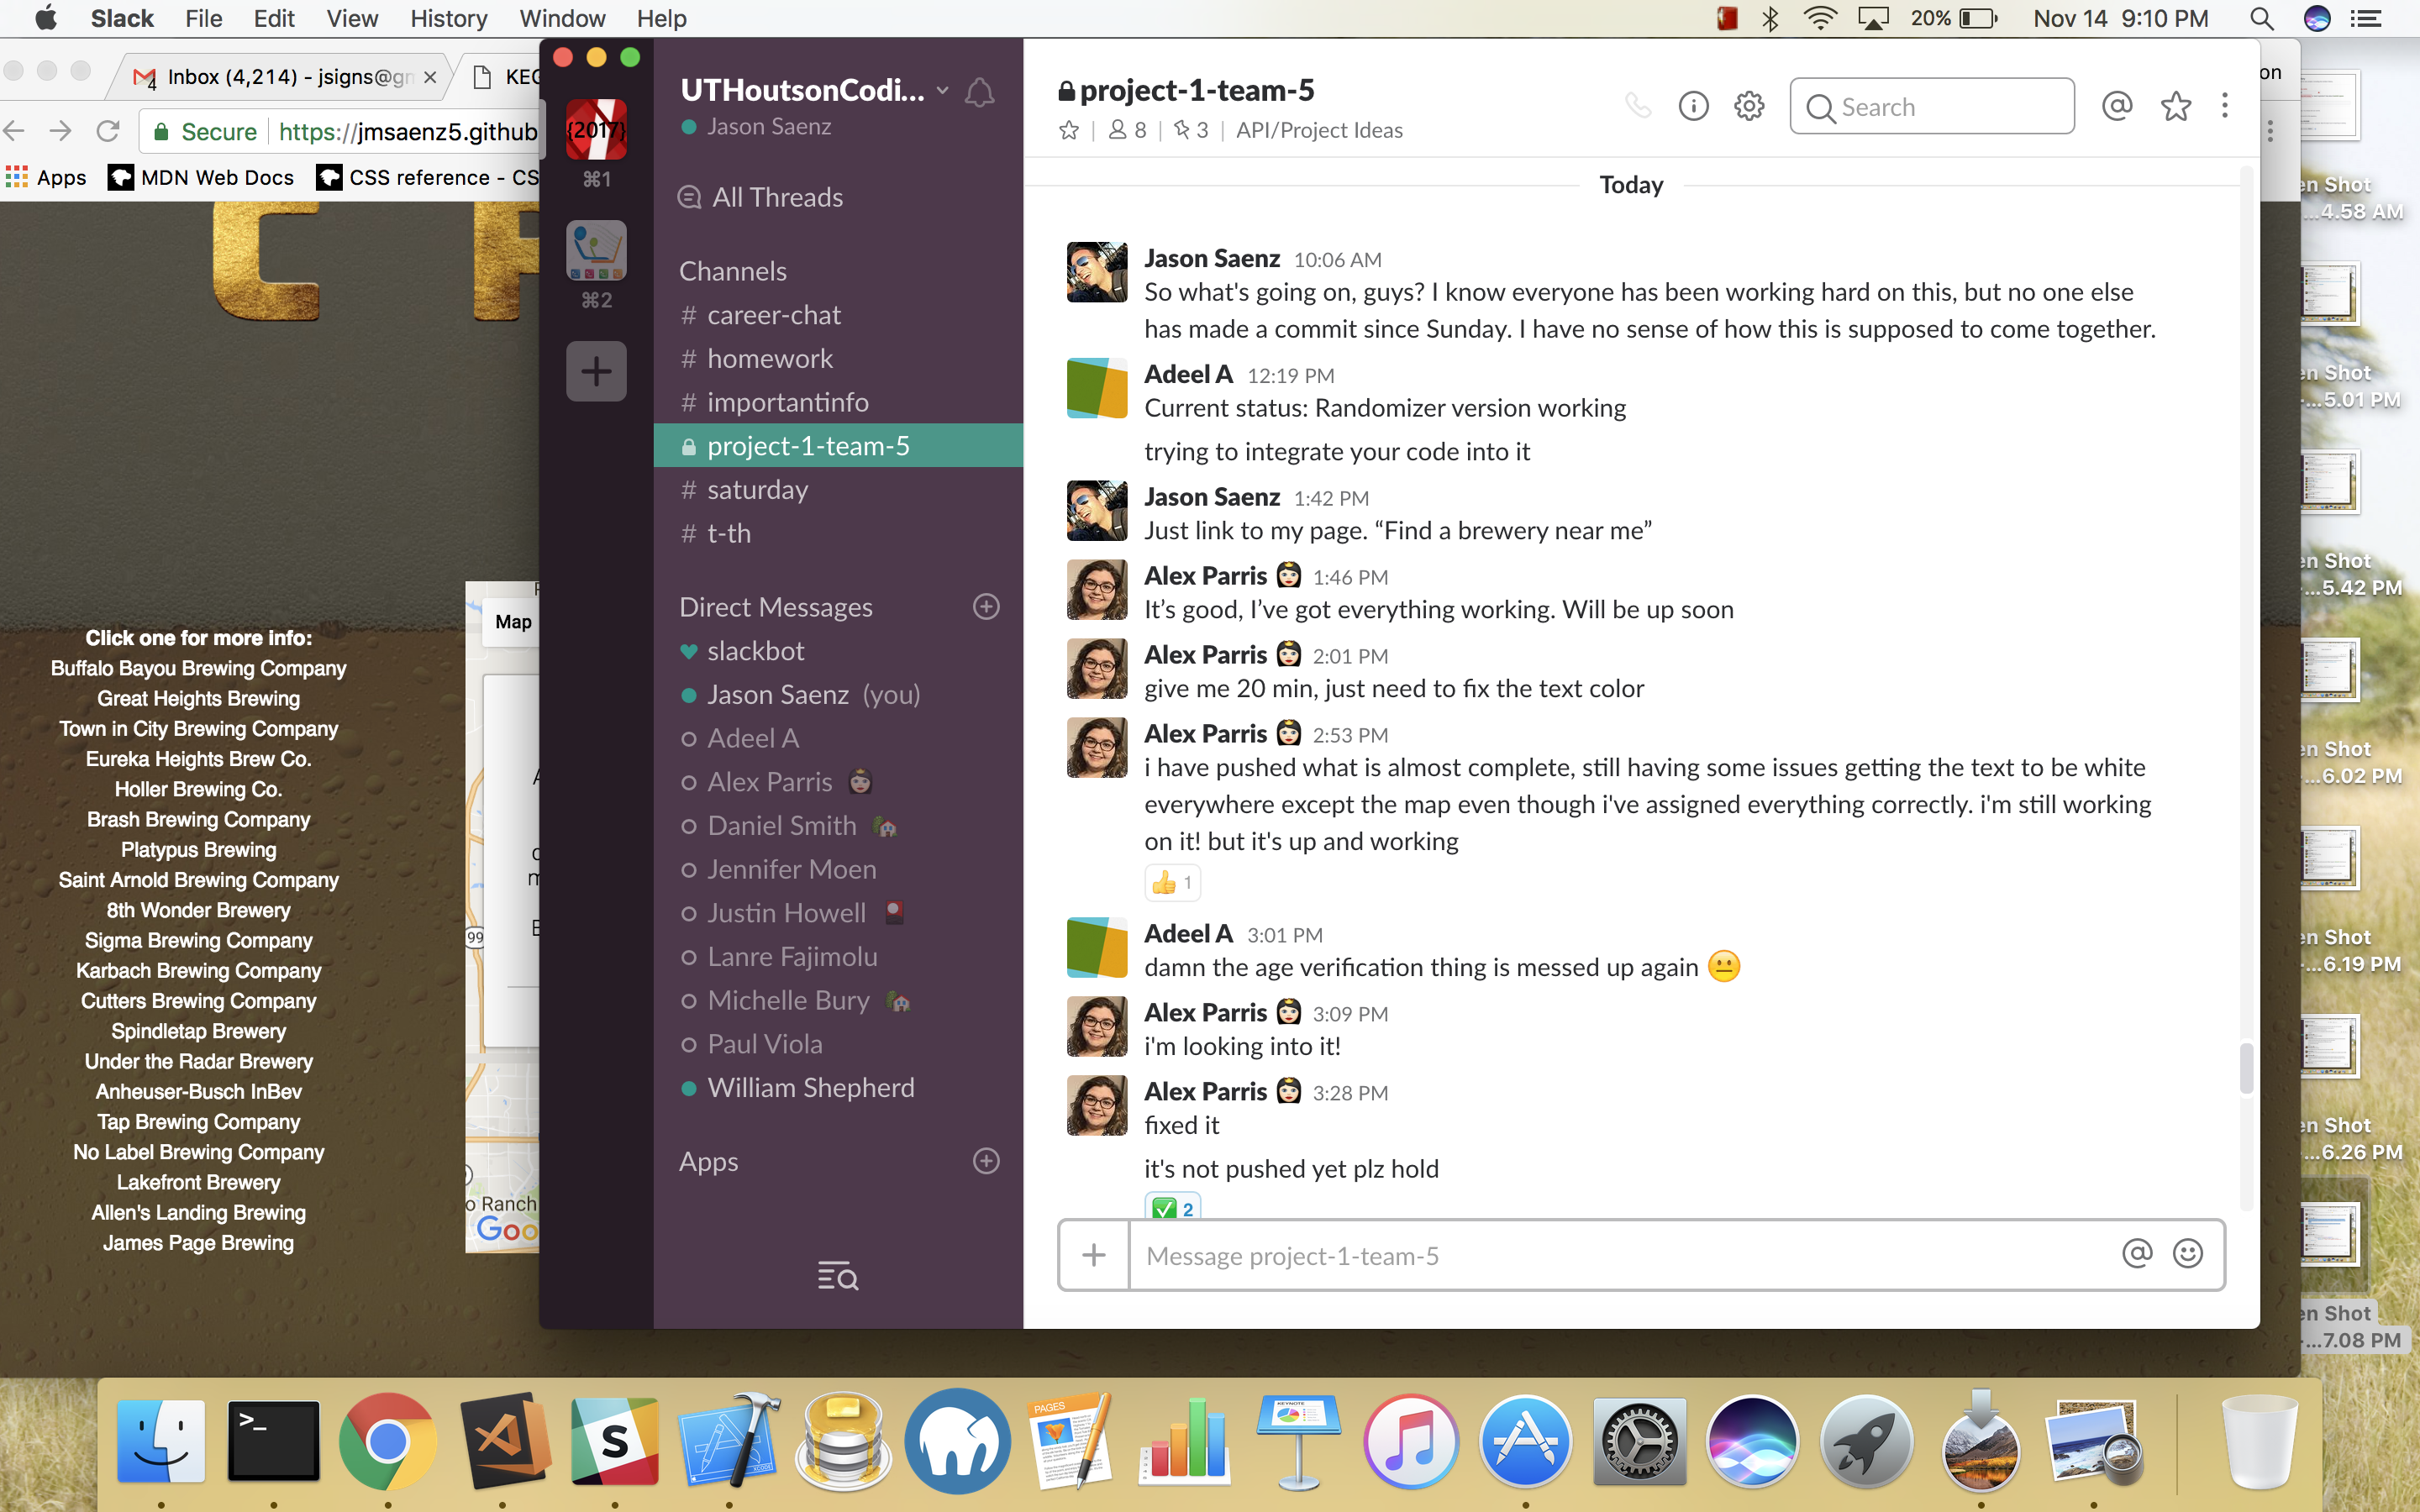 Slack File Edit View History Window Help
20% Nov 14 9:10 PM
Inbox (4,214) - jsigns@gm
Secure https://jmsaenz5.github
Apps MDN Web Docs CSS reference - CS
Click one for more info:
Buffalo Bayou Brewing Company
Great Heights Brewing
Town in City Brewing Company
Eureka Heights Brew Co.
Holler Brewing Co.
Brash Brewing Company
Platypus Brewing
Saint Arnold Brewing Company
8th Wonder Brewery
Sigma Brewing Company
Karbach Brewing Company
Cutters Brewing Company
Spindletap Brewery
Under the Radar Brewery
Anheuser-Busch InBev
Tap Brewing Company
No Label Brewing Company
Lakefront Brewery
Allen's Landing Brewing
James Page Brewing
Map
99
o Ranch
Goo
{2017}
⌘1
⌘2
UTHoutsonCodi...
Jason Saenz
All Threads
Channels
# career-chat
# homework
# importantinfo
project-1-team-5
# saturday
# t-th
Direct Messages
slackbot
Jason Saenz (you)
Adeel A
Alex Parris
Daniel Smith
Jennifer Moen
Justin Howell
Lanre Fajimolu
Michelle Bury
Paul Viola
William Shepherd
Apps
project-1-team-5
8 | 3 | API/Project Ideas
Search
Today
Jason Saenz 10:06 AM
So what's going on, guys? I know everyone has been working hard on this, but no one else
has made a commit since Sunday. I have no sense of how this is supposed to come together.
Adeel A 12:19 PM
Current status: Randomizer version working
trying to integrate your code into it
Jason Saenz 1:42 PM
Just link to my page. “Find a brewery near me”
Alex Parris 1:46 PM
It’s good, I’ve got everything working. Will be up soon
Alex Parris 2:01 PM
give me 20 min, just need to fix the text color
Alex Parris 2:53 PM
i have pushed what is almost complete, still having some issues getting the text to be white
everywhere except the map even though i've assigned everything correctly. i'm still working
on it! but it's up and working
👍 1
Adeel A 3:01 PM
damn the age verification thing is messed up again 😐
Alex Parris 3:09 PM
i'm looking into it!
Alex Parris 3:28 PM
fixed it
it's not pushed yet plz hold
✅ 2
Message project-1-team-5
on
en Shot
...4.58 AM
en Shot
...5.01 PM
en Shot
...5.42 PM
en Shot
...6.02 PM
en Shot
...6.19 PM
en Shot
...6.26 PM
en Shot
...7.08 PM
>_
S
PAGES
KEYNOTE